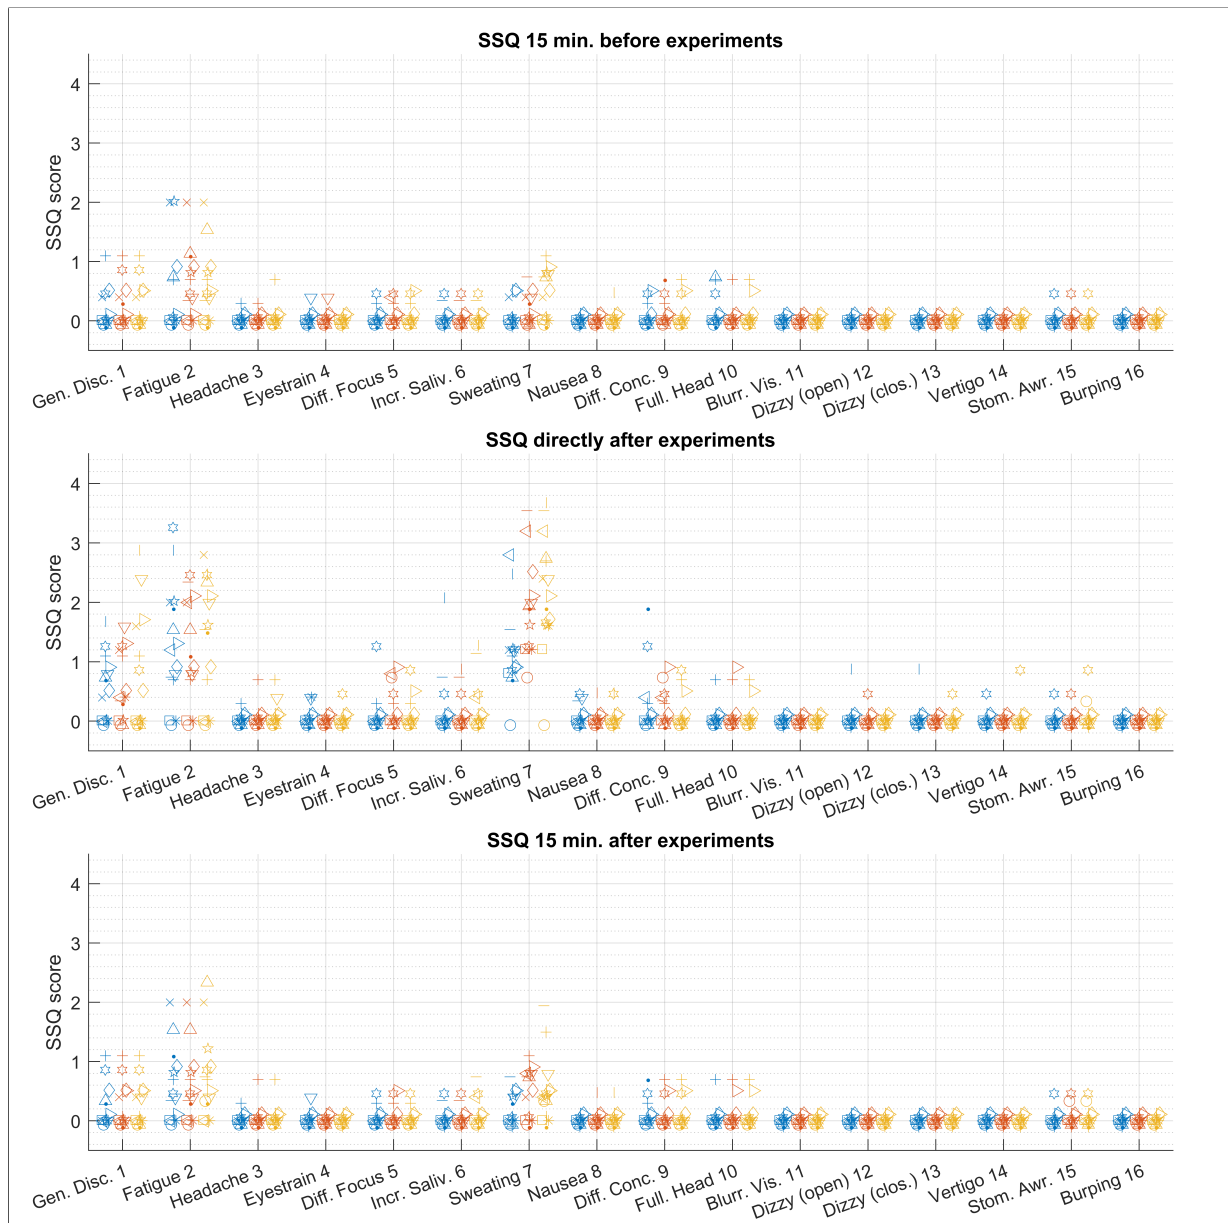 SSQ 15 min. before experiments
4
3
2
1
0
SSQ score
Gen. Disc. 1
Fatigue 2
Headache 3
Eyestrain 4
Diff. Focus 5
Incr. Saliv. 6
Sweating 7
Nausea 8
Diff. Conc. 9
Full. Head 10
Blurr. Vis. 11
Dizzy (open) 12
Dizzy (clos.) 13
Vertigo 14
Stom. Awr. 15
Burping 16
SSQ directly after experiments
4
3
2
1
0
SSQ score
Gen. Disc. 1
Fatigue 2
Headache 3
Eyestrain 4
Diff. Focus 5
Incr. Saliv. 6
Sweating 7
Nausea 8
Diff. Conc. 9
Full. Head 10
Blurr. Vis. 11
Dizzy (open) 12
Dizzy (clos.) 13
Vertigo 14
Stom. Awr. 15
Burping 16
SSQ 15 min. after experiments
4
3
2
1
0
SSQ score
Gen. Disc. 1
Fatigue 2
Headache 3
Eyestrain 4
Diff. Focus 5
Incr. Saliv. 6
Sweating 7
Nausea 8
Diff. Conc. 9
Full. Head 10
Blurr. Vis. 11
Dizzy (open) 12
Dizzy (clos.) 13
Vertigo 14
Stom. Awr. 15
Burping 16